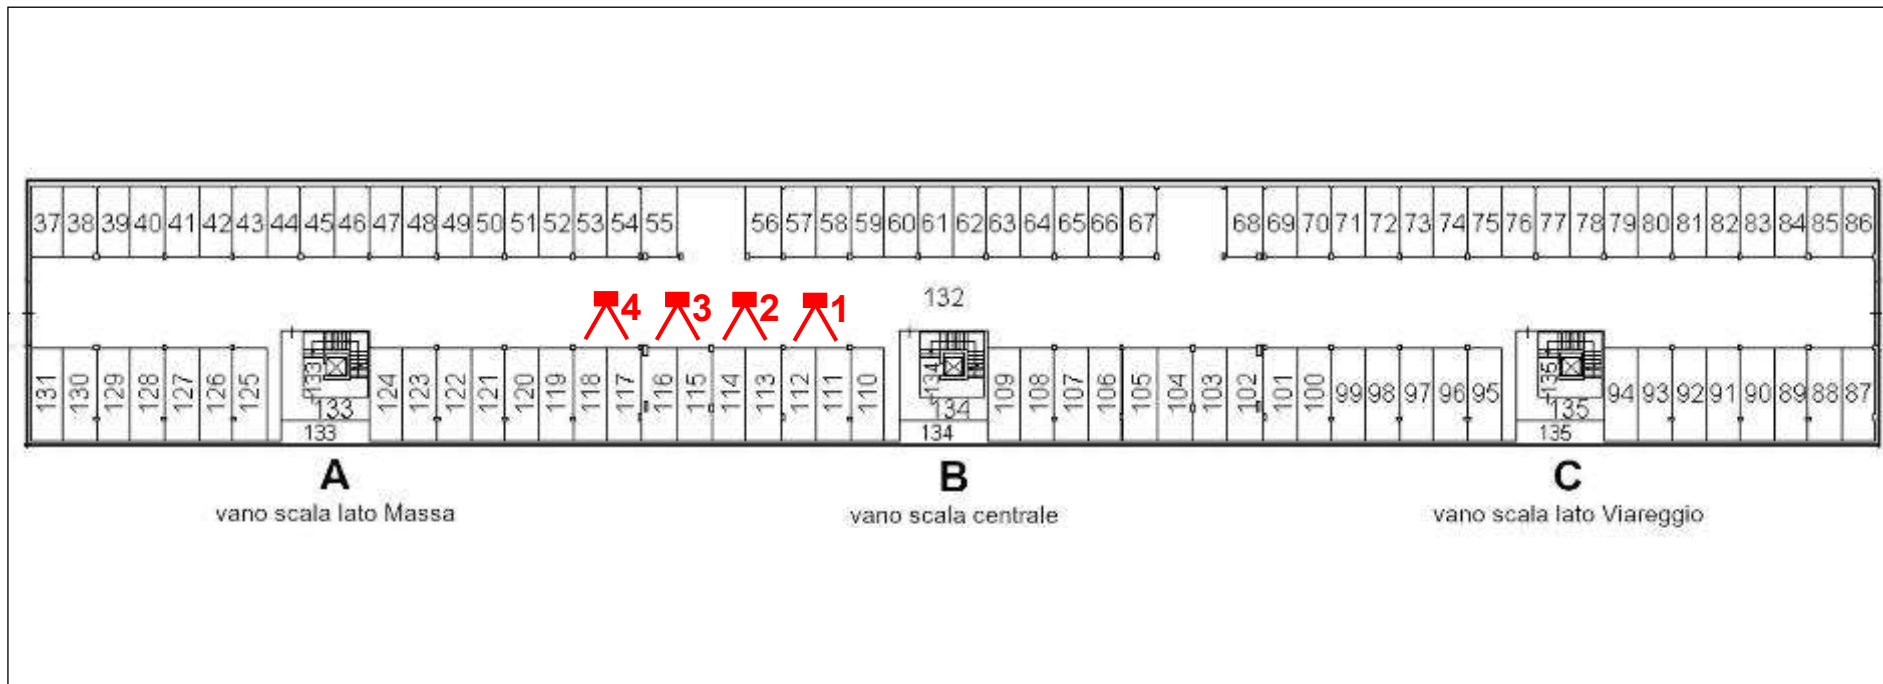 37 38 39 40 41 42 43 44 45 46 47 48 49 50 51 52 53 54 55 56 57 58 59 60 61 62 63 64 65 66 67 68 69 70 71 72 73 74 75 76 77 78 79 80 81 82 83 84 85 86
4 3 2 1 132
131 130 129 128 127 126 125 133 124 123 122 121 120 119 118 117 116 115 114 113 112 111 110 134 109 108 107 106 105 104 103 102 101 100 99 98 97 96 95 135 94 93 92 91 90 89 88 87
133 134 135
133 134 135
A B C
vano scala lato Massa vano scala centrale vano scala lato Viareggio